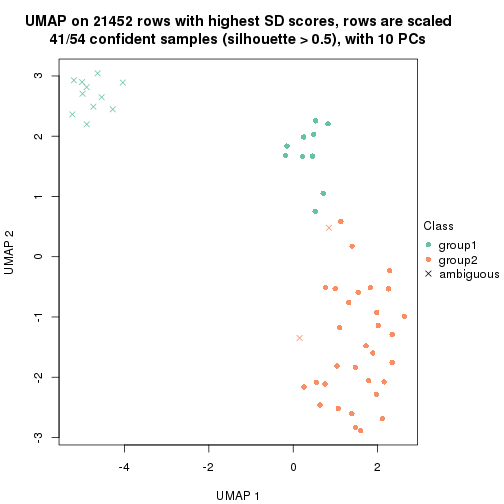 UMAP on 21452 rows with highest SD scores, rows are scaled
41/54 confident samples (silhouette > 0.5), with 10 PCs
3
2
1
0
-1
-2
-3
UMAP 2
-4
-2
0
2
UMAP 1
Class
group1
group2
ambiguous